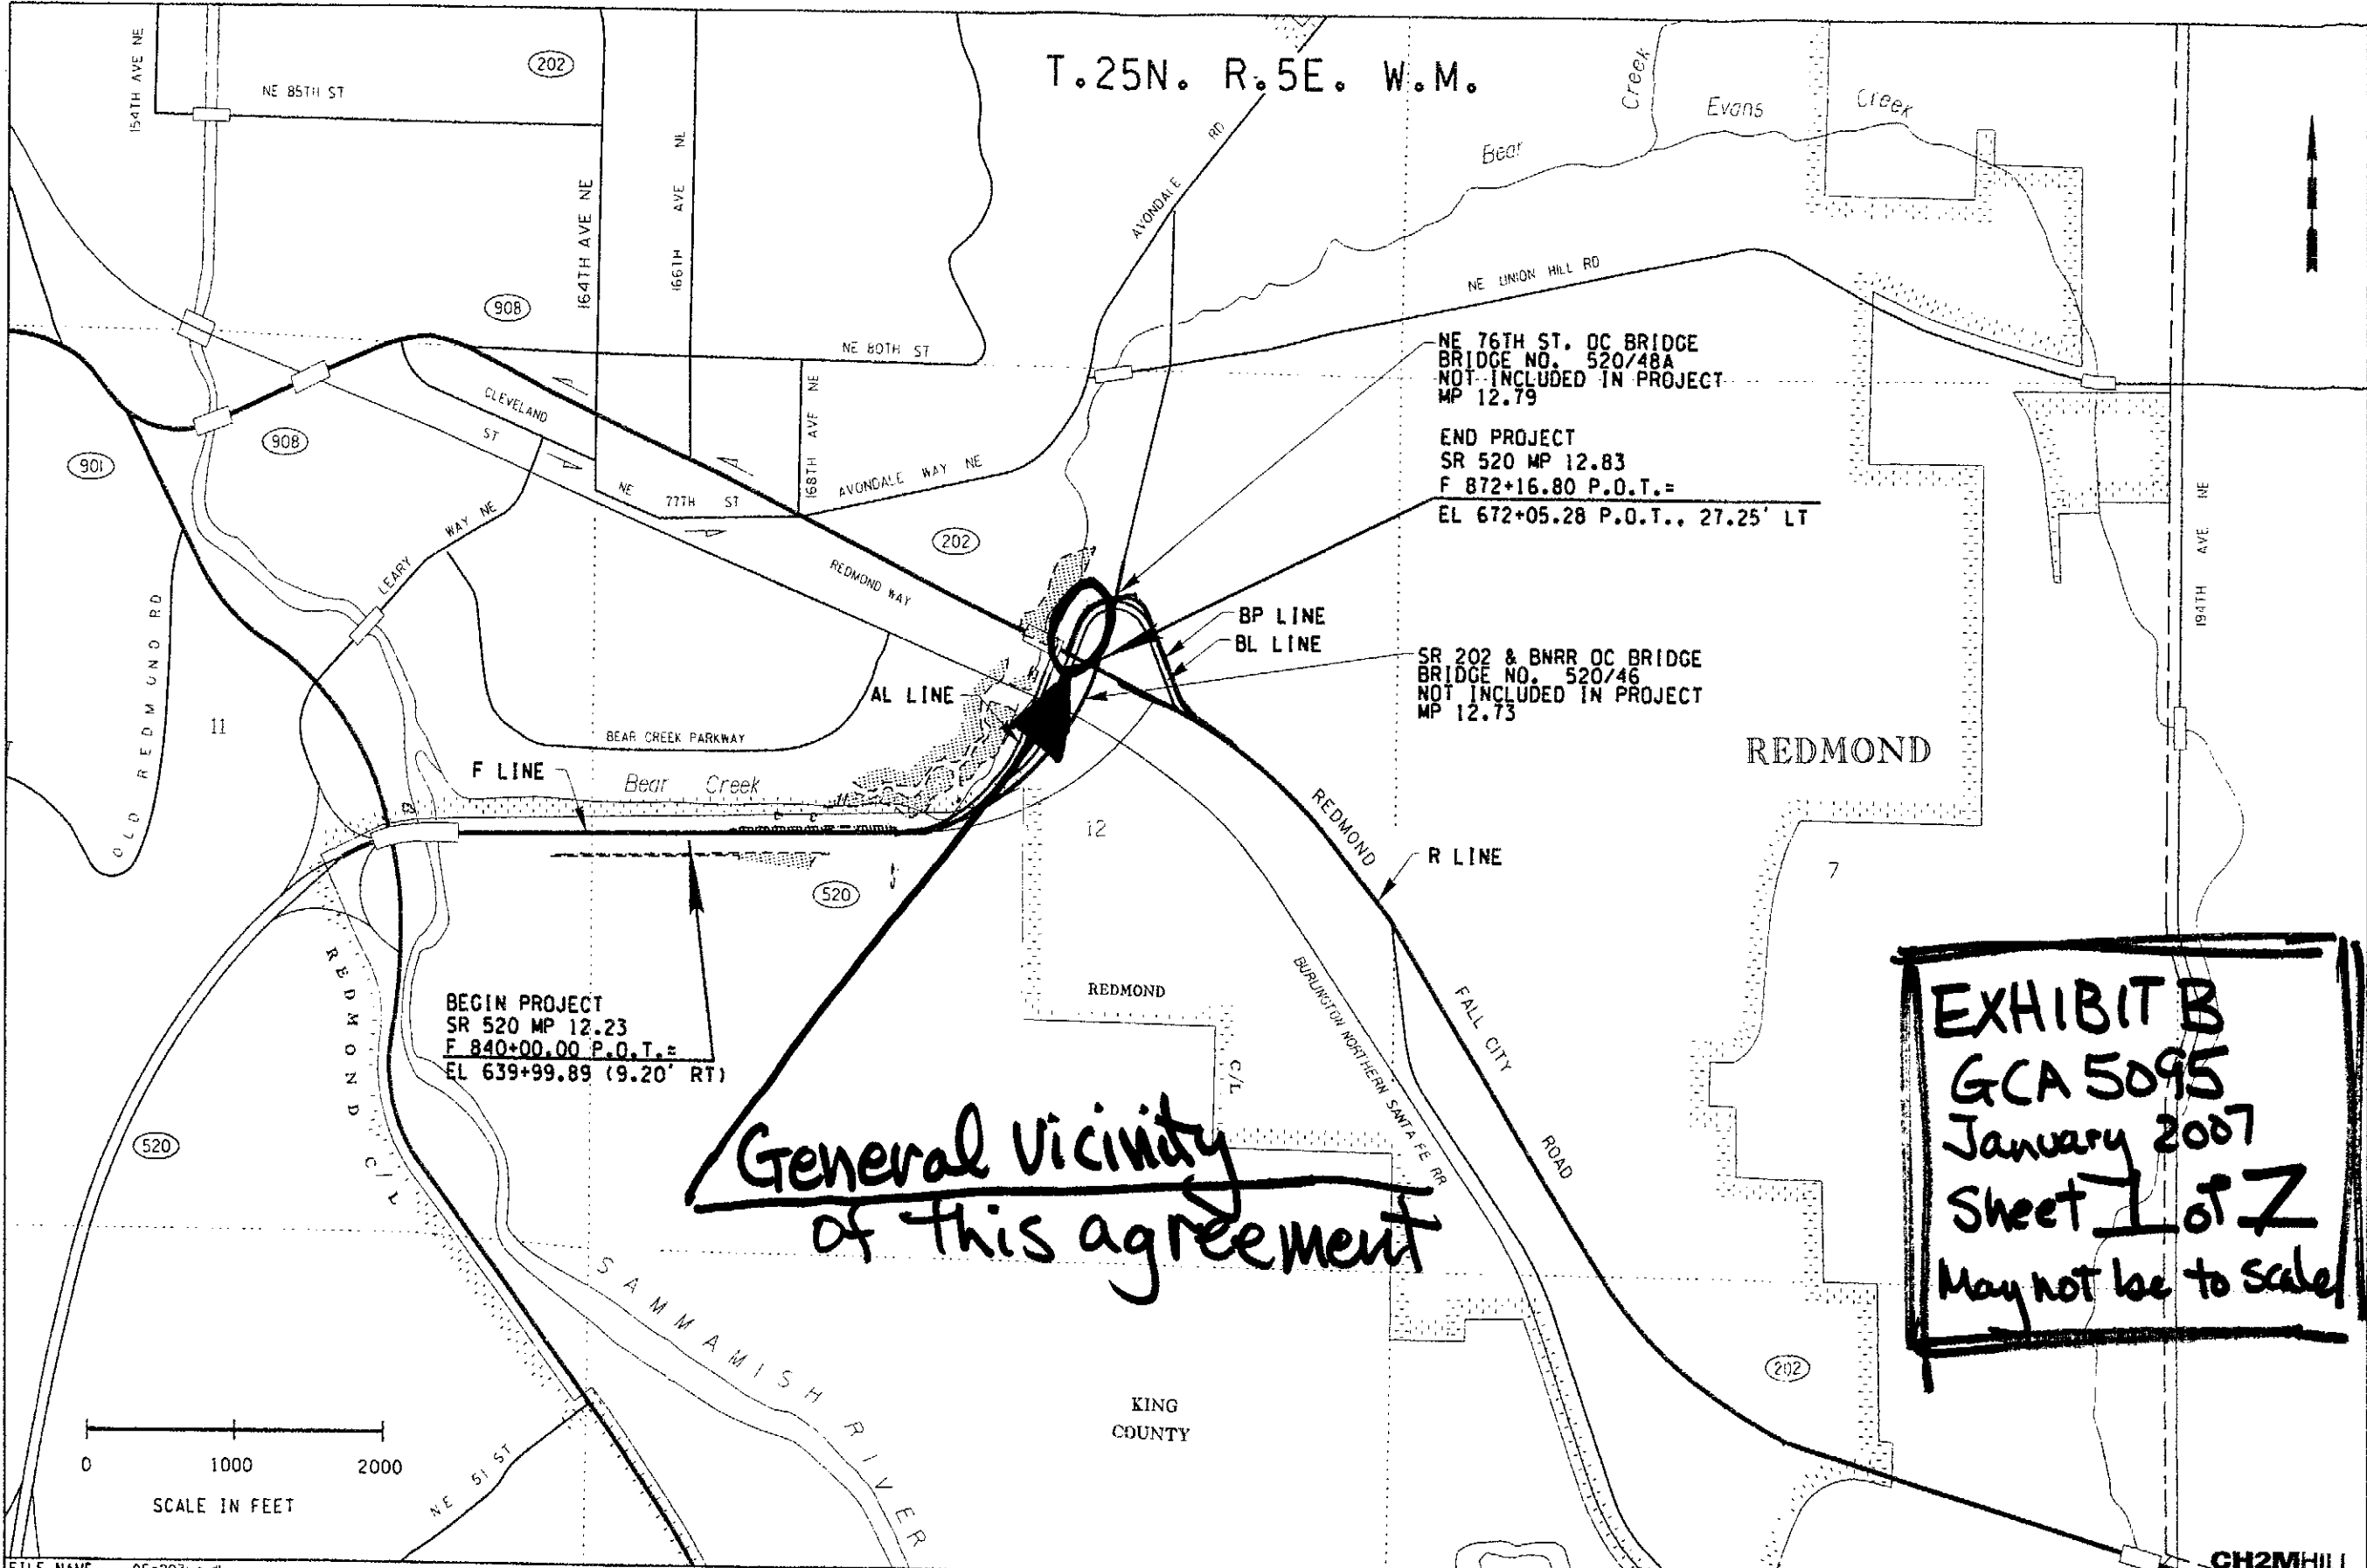 T.25N. R.5E. W.M.
154TH AVE NE
NE 85TH ST
202
164TH AVE NE
166TH AVE NE
AVONDALE RD
Bear
Creek
Evans Creek
908
NE 80TH ST
NE UNION HILL RD
CLEVELAND ST
168TH AVE NE
NE 76TH ST. OC BRIDGE
BRIDGE NO. 520/48A
NOT INCLUDED IN PROJECT
MP 12.79
901
908
NE 77TH ST
AVONDALE WAY NE
END PROJECT
SR 520 MP 12.83
F 872+16.80 P.O.T.=
EL 672+05.28 P.O.T., 27.25' LT
202
LEARY WAY NE
REDMOND WAY
194TH AVE NE
OLD REDMOND RD
BP LINE
BL LINE
SR 202 & BNRR OC BRIDGE
BRIDGE NO. 520/46
NOT INCLUDED IN PROJECT
MP 12.73
AL LINE
11
BEAR CREEK PARKWAY
REDMOND
F LINE
Bear Creek
12
R LINE
7
520
REDMOND FALL CITY ROAD
REDMOND C/L
REDMOND
C/L
BURLINGTON NORTHERN SANTA FE RR
BEGIN PROJECT
SR 520 MP 12.23
F 840+00.00 P.O.T.=
EL 639+99.89 (9.20' RT)
EXHIBIT B
GCA 5095
January 2007
Sheet 1 of 7
May not be to scale
520
General vicinity
of this agreement
SAMMAMISH RIVER
202
KING
COUNTY
0 1000 2000
SCALE IN FEET
NE 51 ST
FILE NAME
CH2MHILL